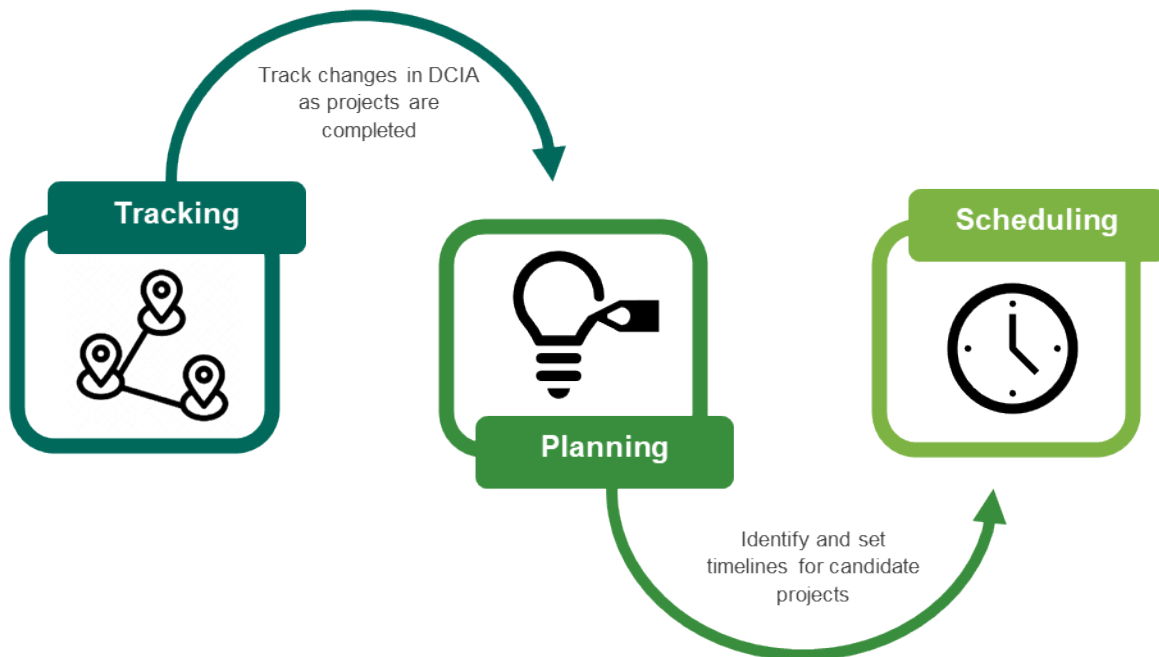 Track changes in DCIA
as projects are
completed
Tracking
Scheduling
Planning
Identify and set
timelines for candidate
projects